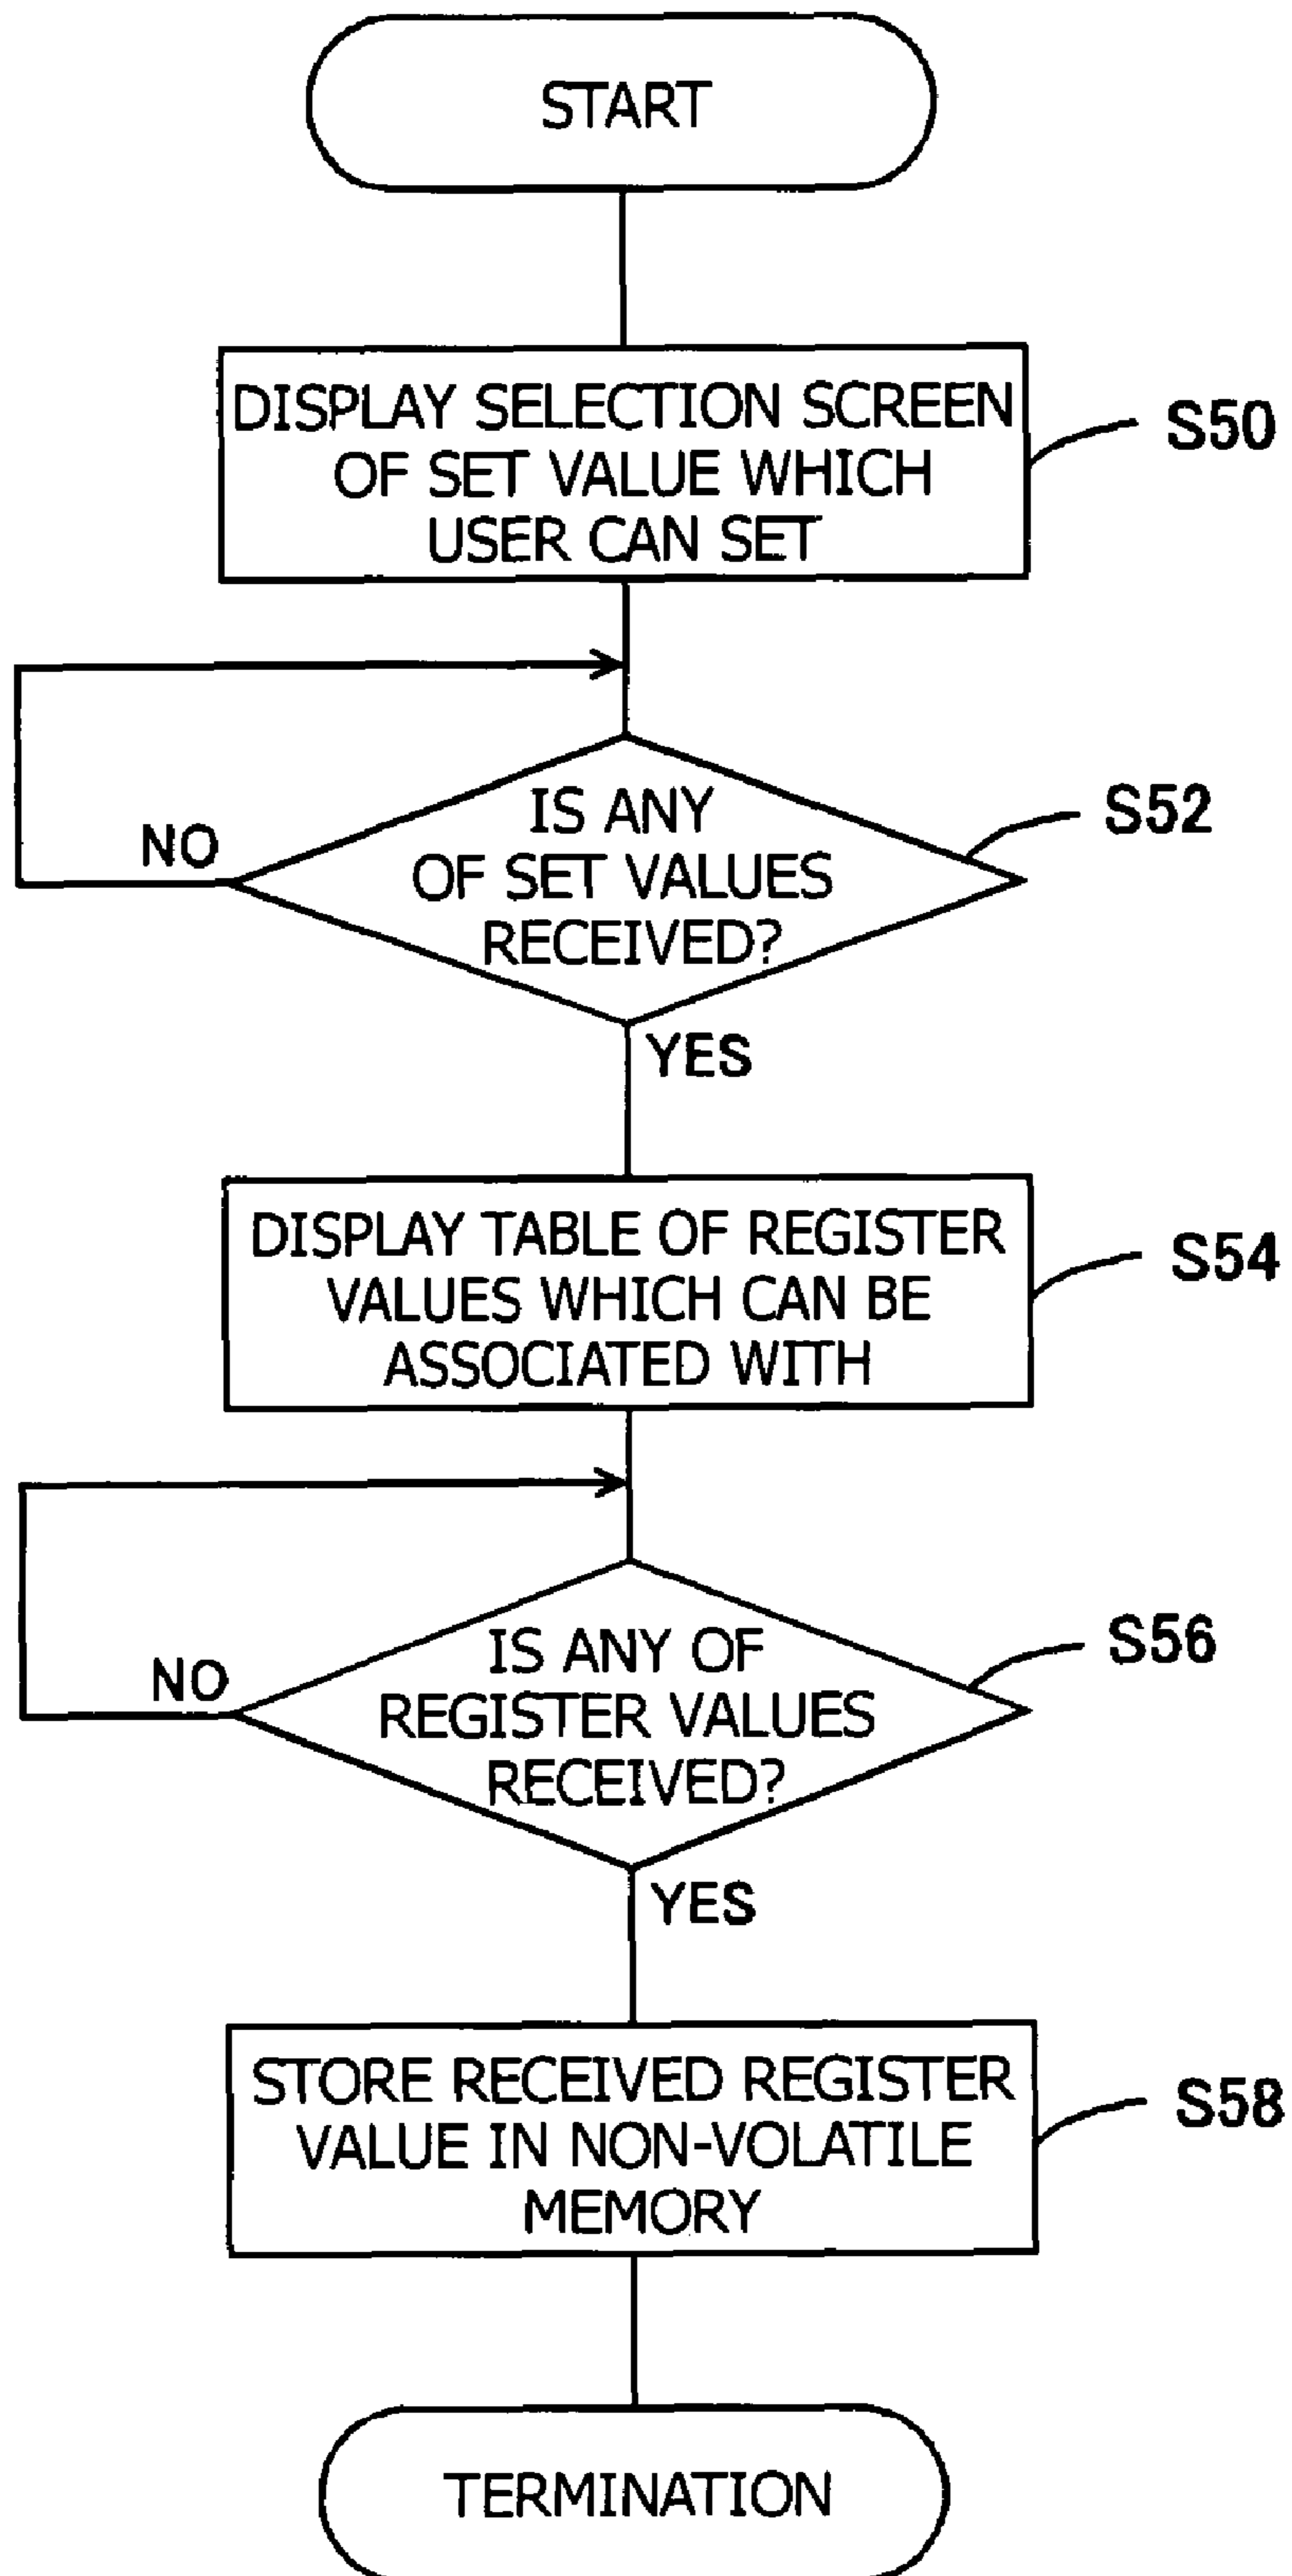 START
DISPLAY SELECTION SCREEN
OF SET VALUE WHICH
USER CAN SET
S50
IS ANY
OF SET VALUES
RECEIVED?
S52
NO
YES
DISPLAY TABLE OF REGISTER
VALUES WHICH CAN BE
ASSOCIATED WITH
S54
IS ANY OF
REGISTER VALUES
RECEIVED?
S56
NO
YES
STORE RECEIVED REGISTER
VALUE IN NON-VOLATILE
MEMORY
S58
TERMINATION